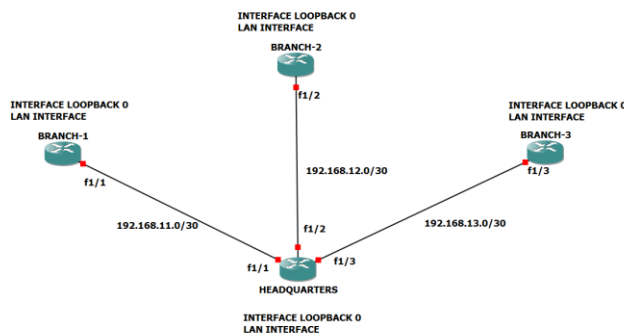 INTERFACE LOOPBACK 0
LAN INTERFACE
BRANCH-2
f1/2
INTERFACE LOOPBACK 0
LAN INTERFACE
BRANCH-1
f1/1
INTERFACE LOOPBACK 0
LAN INTERFACE
BRANCH-3
f1/3
192.168.12.0/30
192.168.11.0/30
192.168.13.0/30
f1/2
f1/1
f1/3
HEADQUARTERS
INTERFACE LOOPBACK 0
LAN INTERFACE